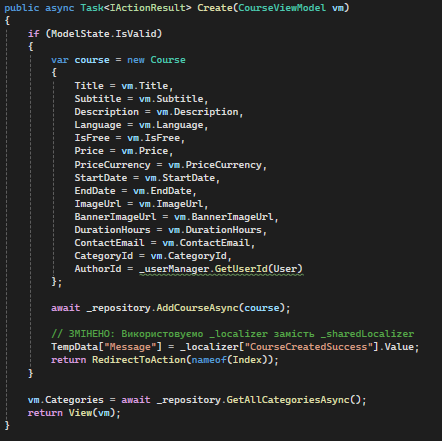 public async Task<IActionResult> Create(CourseViewModel vm)
{
if (ModelState.IsValid)
{
var course = new Course
{
Title = vm.Title,
Subtitle = vm.Subtitle,
Description = vm.Description,
Language = vm.Language,
IsFree = vm.IsFree,
Price = vm.Price,
PriceCurrency = vm.PriceCurrency,
StartDate = vm.StartDate,
EndDate = vm.EndDate,
ImageUrl = vm.ImageUrl,
BannerImageUrl = vm.BannerImageUrl,
DurationHours = vm.DurationHours,
ContactEmail = vm.ContactEmail,
CategoryId = vm.CategoryId,
AuthorId = _userManager.GetUserId(User)
};
await _repository.AddCourseAsync(course);
// ЗМІНЕНО: Використовуємо _localizer замість _sharedLocalizer
TempData["Message"] = _localizer["CourseCreatedSuccess"].Value;
return RedirectToAction(nameof(Index));
}
vm.Categories = await _repository.GetAllCategoriesAsync();
return View(vm);
}